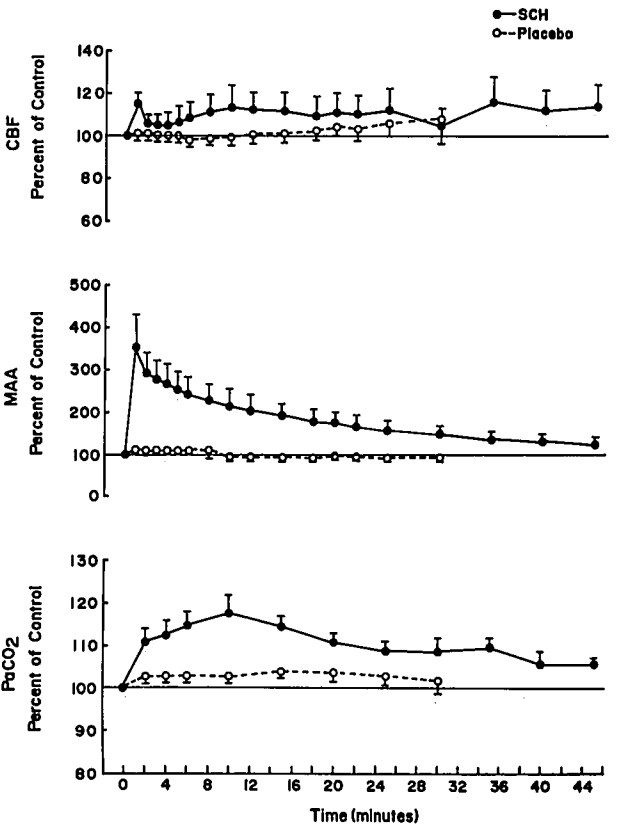 SCH
Placebo
CBF
Percent of Control
140
120
100
80
60
MAA
Percent of Control
500
400
300
200
100
0
PaCO2
Percent of Control
130
120
110
100
90
80
0 4 8 12 16 20 24 28 32 36 40 44
Time (minutes)